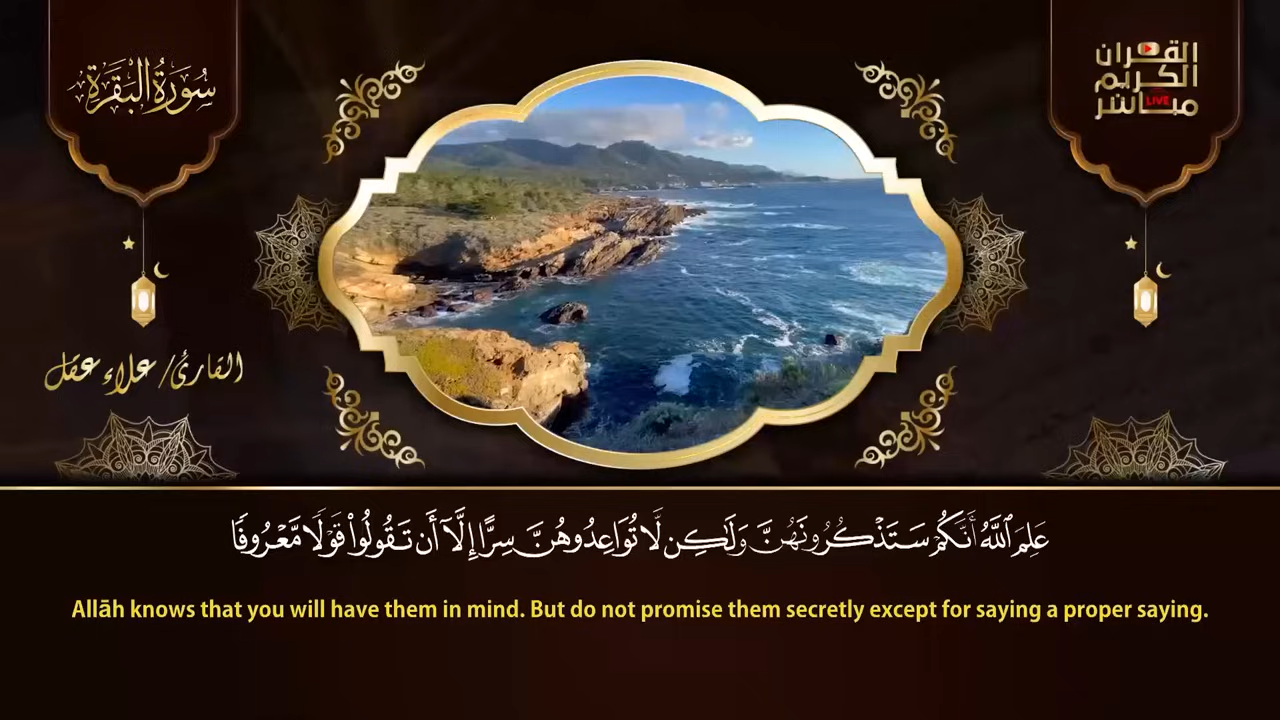 سُورَةُ البَقَرَةِ
القرآن
الكريم
مباشر
LIVE
القارئ/ علاء عقل
عَلِمَ ٱللَّهُ أَنَّكُمْ سَتَذْكُرُونَهُنَّ وَلَٰكِن لَّا تُوَاعِدُوهُنَّ سِرًّا إِلَّآ أَن تَقُولُوا۟ قَوْلًا مَّعْرُوفًا
Allāh knows that you will have them in mind. But do not promise them secretly except for saying a proper saying.